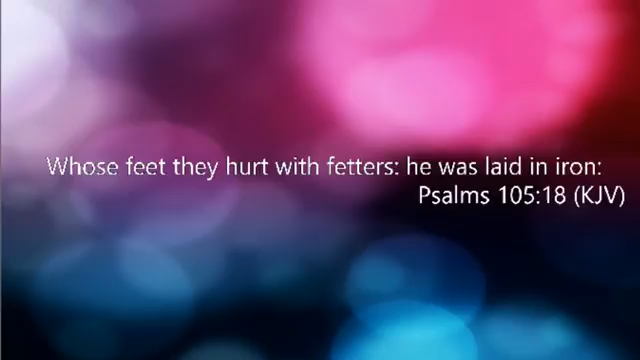 Whose feet they hurt with fetters: he was laid in iron:
Psalms 105:18 (KJV)